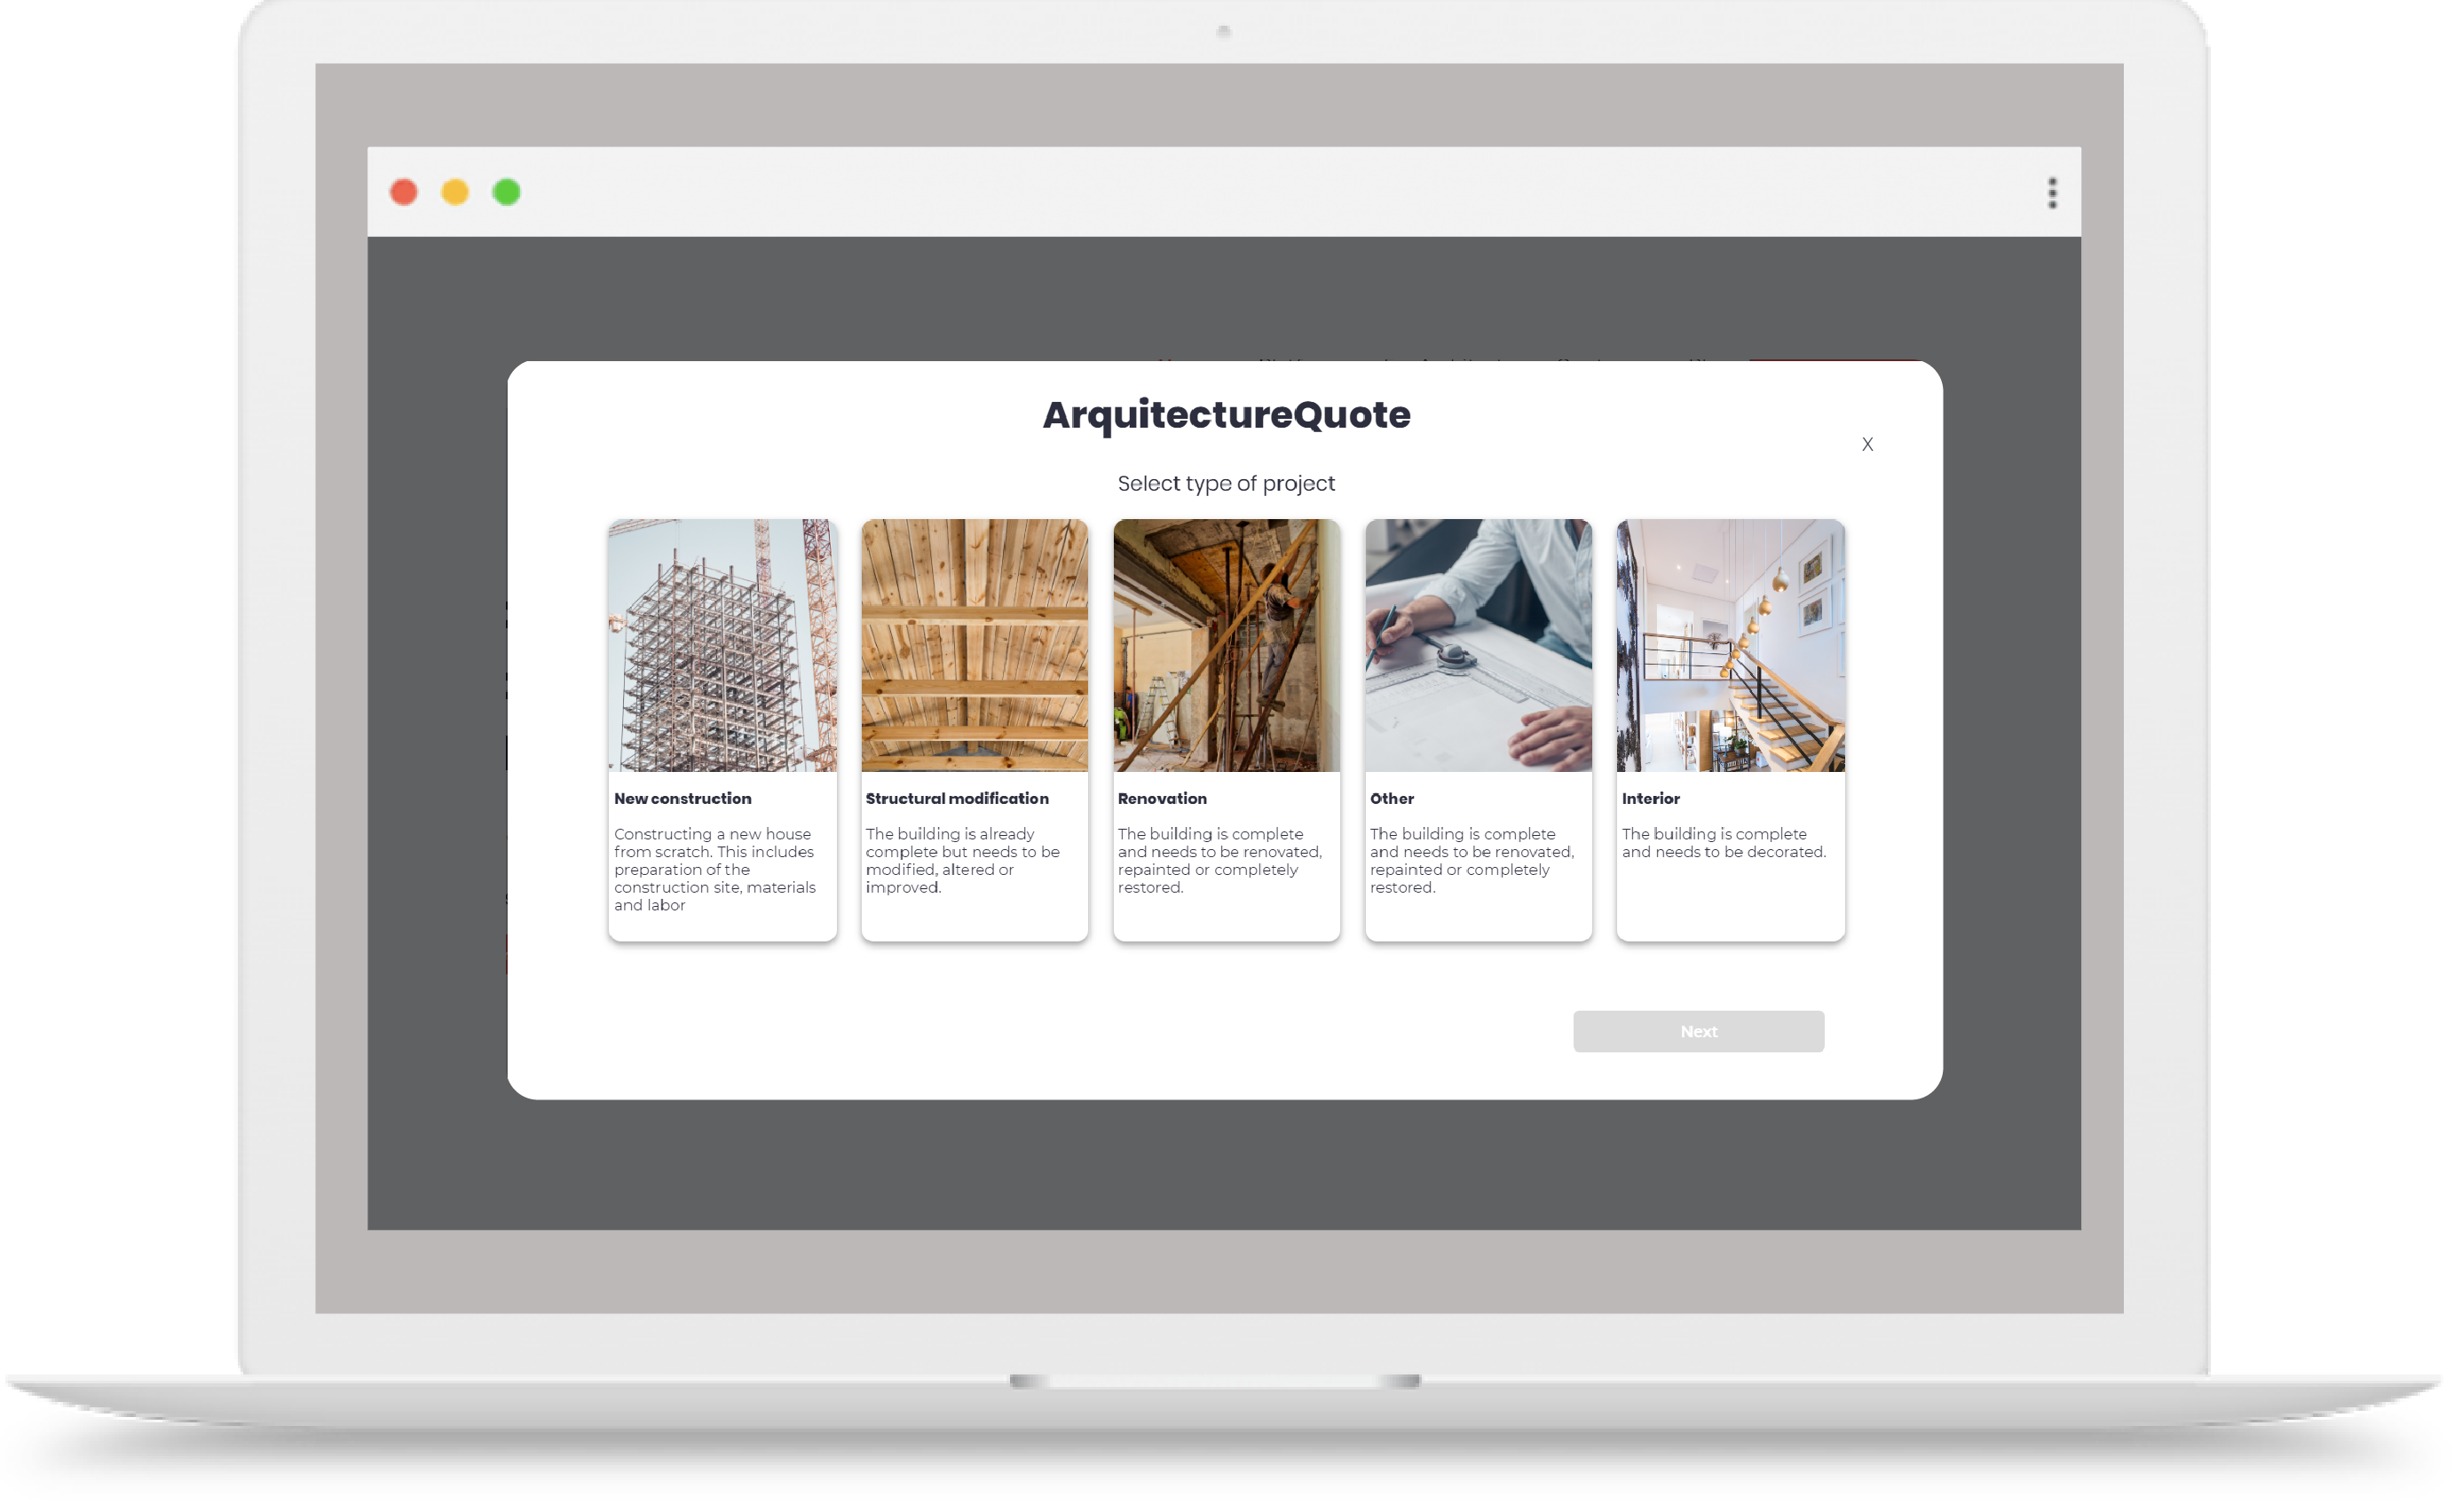 ArquitectureQuote
X
Select type of project
New construction
Constructing a new house
from scratch. This includes
preparation of the
construction site, materials
and labor
Structural modification
The building is already
complete but needs to be
modified, altered or
improved.
Renovation
The building is complete
and needs to be renovated,
repainted or completely
restored.
Other
The building is complete
and needs to be renovated,
repainted or completely
restored.
Interior
The building is complete
and needs to be decorated.
Next